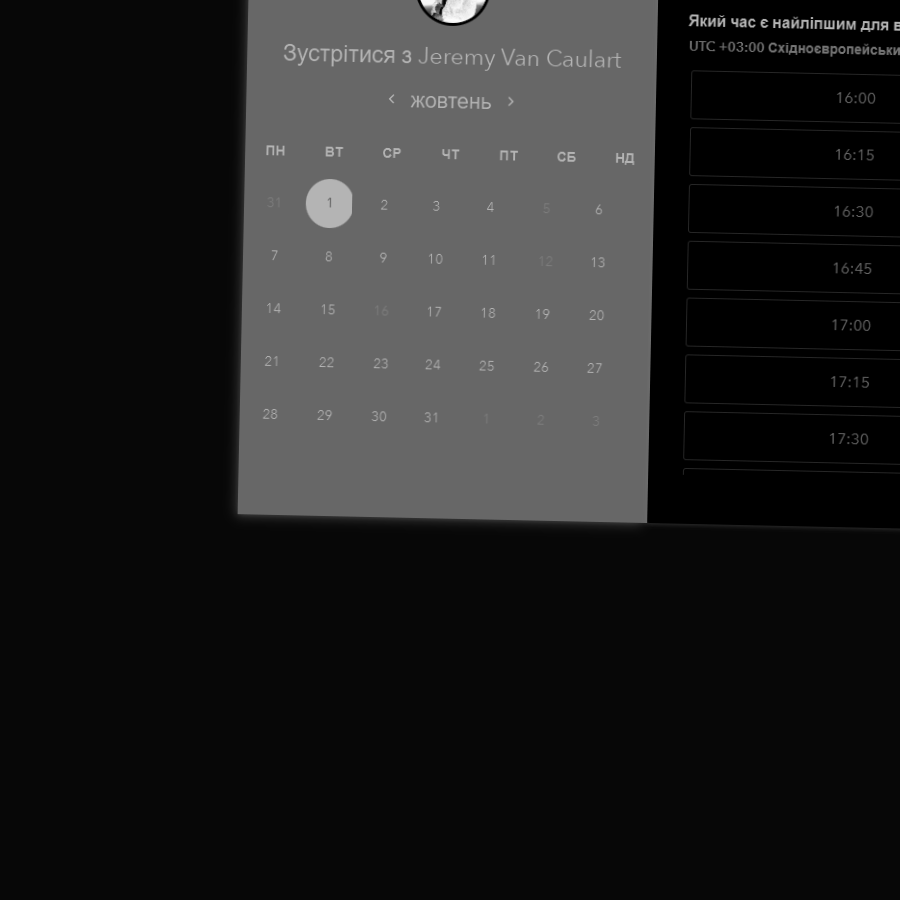 Зустрітися з Jeremy Van Caulart
жовтень
ПН ВТ СР ЧТ ПТ СБ НД
31 1 2 3 4 5 6
7 8 9 10 11 12 13
14 15 16 17 18 19 20
21 22 23 24 25 26 27
28 29 30 31 1 2 3
Який час є найліпшим для
UTC +03:00
16:00
16:15
16:30
16:45
17:00
17:15
17:30